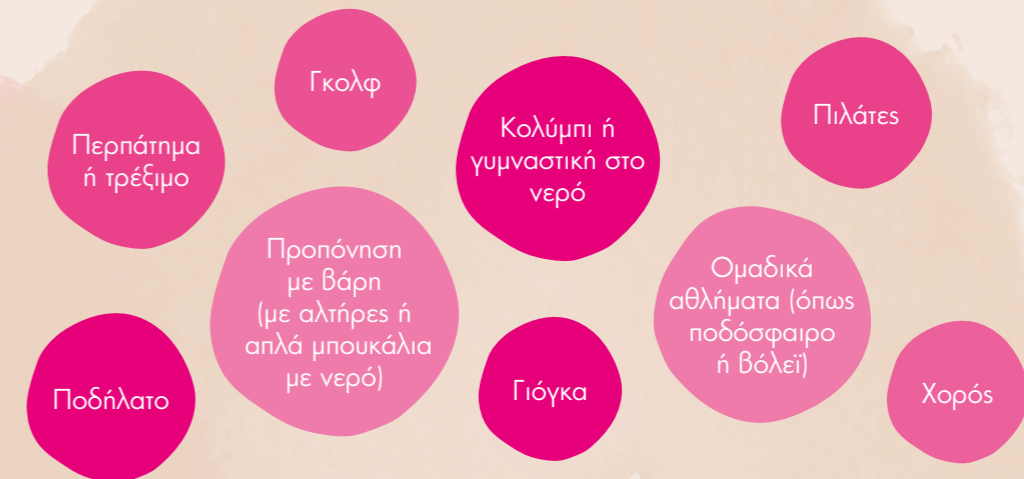 Γκολφ
Περπάτημα
ή τρέξιμο
Κολύμπι ή
γυμναστική στο
νερό
Πιλάτες
Προπόνηση
με βάρη
(με αλτήρες ή
απλά μπουκάλια
με νερό)
Ομαδικά
αθλήματα (όπως
ποδόσφαιρο
ή βόλεϊ)
Ποδήλατο
Γιόγκα
Χορός